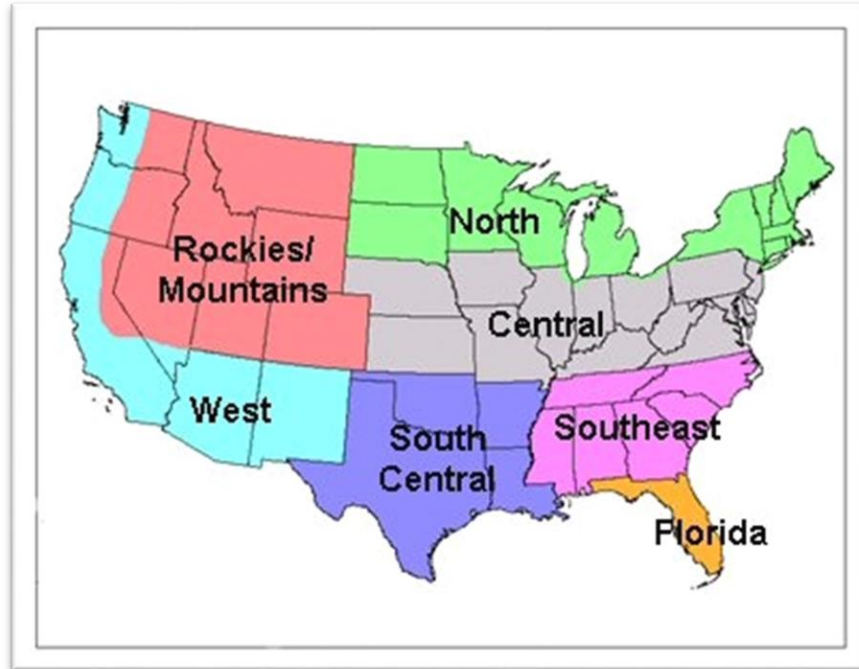 North
Rockies/
Mountains
Central
West
South
Central
Southeast
Florida